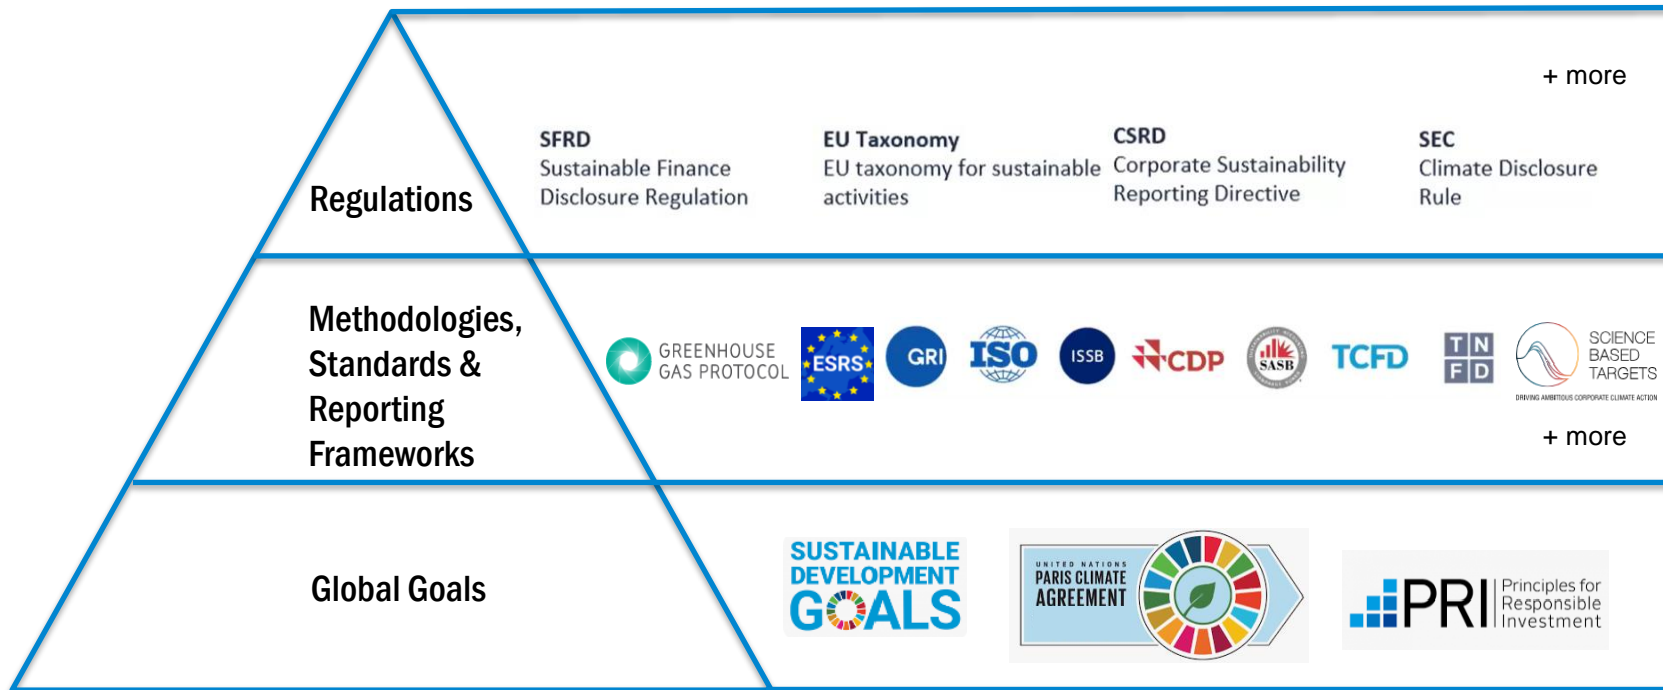 + more
SFRD
Sustainable Finance
Disclosure Regulation
EU Taxonomy
EU taxonomy for sustainable
activities
CSRD
Corporate Sustainability
Reporting Directive
SEC
Climate Disclosure
Rule
Regulations
Methodologies,
Standards &
Reporting
Frameworks
GREENHOUSE
GAS PROTOCOL
ESRS
GRI
ISO
ISSB
CDP
SASB
TCFD
TN
FD
SCIENCE
BASED
TARGETS
DRIVING AMBITIOUS CORPORATE CLIMATE ACTION
+ more
Global Goals
SUSTAINABLE
DEVELOPMENT
GOALS
UNITED NATIONS
PARIS CLIMATE
AGREEMENT
PRI
Principles for
Responsible
Investment